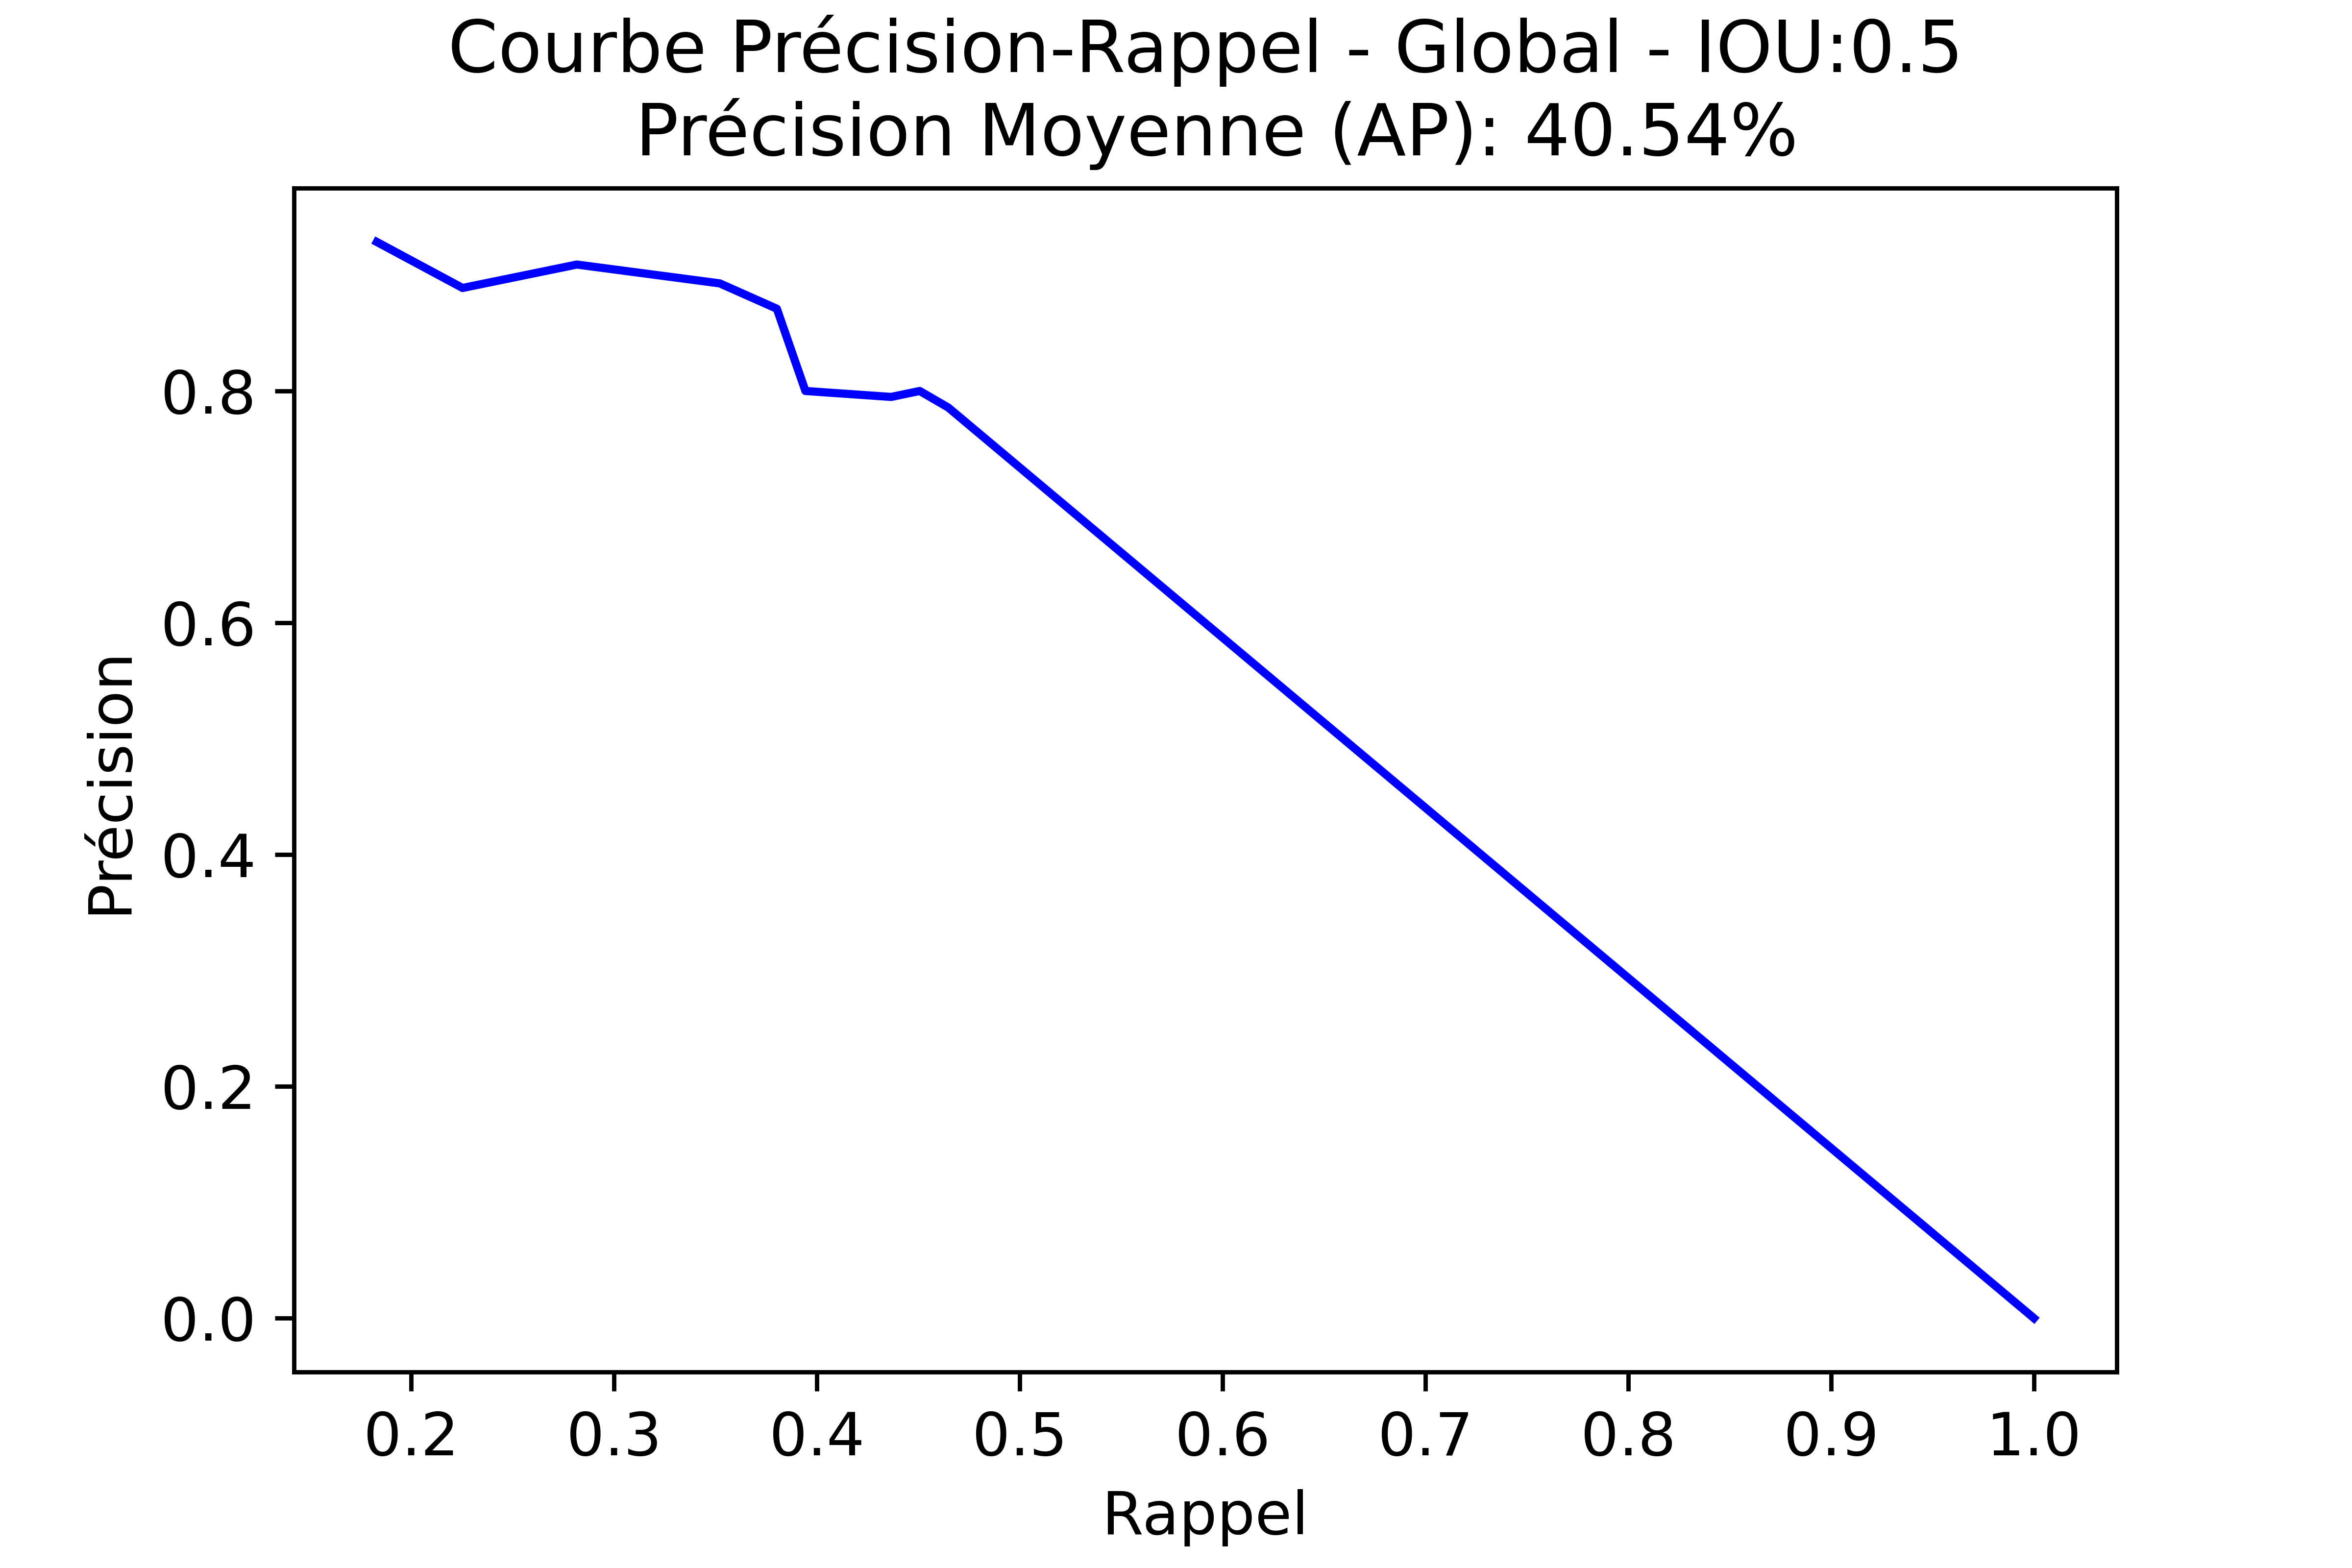 Courbe Précision-Rappel - Global - IOU:0.5
Précision Moyenne (AP): 40.54%
Précision
0.8
0.6
0.4
0.2
0.0
0.2 0.3 0.4 0.5 0.6 0.7 0.8 0.9 1.0
Rappel